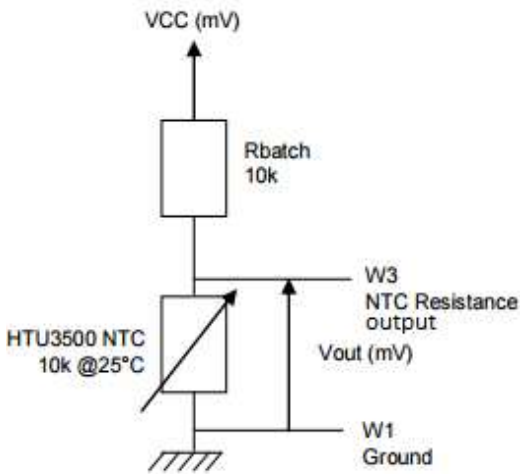 VCC (mV)
Rbatch
10k
W3
NTC Resistance
output
HTU3500 NTC
10k @25°C
Vout (mV)
W1
Ground